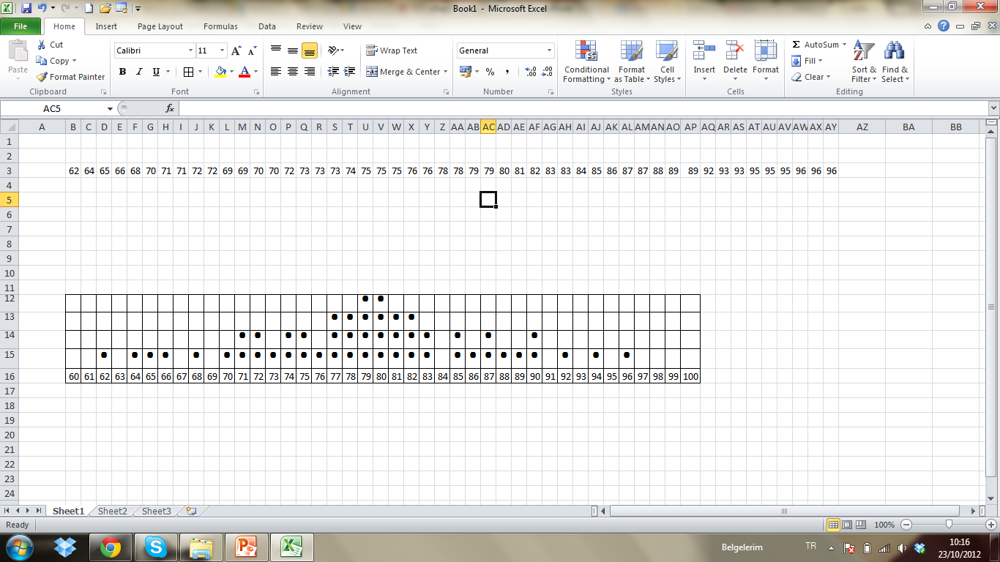 Book1 - Microsoft Excel
File Home Insert Page Layout Formulas Data Review View
Paste Cut Copy Format Painter Clipboard
Calibri 11 B I U A A A Font
Wrap Text Merge & Center Alignment
General % , ,00 ,0 Number
Conditional Formatting Format as Table Cell Styles Styles
Insert Delete Format Cells
Σ AutoSum Fill Clear Sort & Filter Find & Select Editing
AC5 fx
A B C D E F G H I J K L M N O P Q R S T U V W X Y Z AA AB AC AD AE AF AG AH AI AJ AK AL AM AN AO AP AQ AR AS AT AU AV AW AX AY AZ BA BB
1
2
3 62 64 65 66 68 70 71 71 72 72 69 69 70 70 72 73 73 73 74 75 75 75 76 76 78 78 79 79 80 81 82 83 83 84 85 86 87 87 88 89 89 92 93 93 95 95 95 96 96 96
4
5
6
7
8
9
10
11
12
13
14
15
16 60 61 62 63 64 65 66 67 68 69 70 71 72 73 74 75 76 77 78 79 80 81 82 83 84 85 86 87 88 89 90 91 92 93 94 95 96 97 98 99 100
17
18
19
20
21
22
23
24
Sheet1 Sheet2 Sheet3
Ready 100%
Belgelerim TR 10:16
23/10/2012